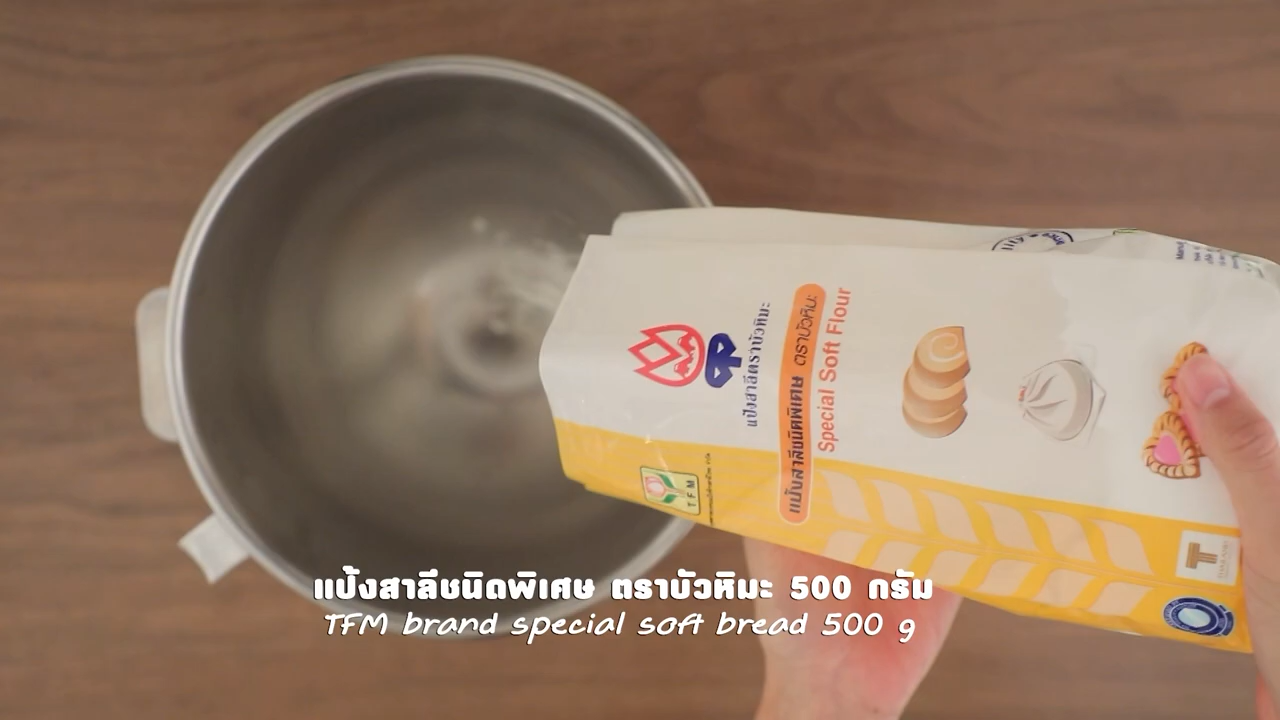 แป้งสาลีตราบัวหิมะ
แป้งสาลีชนิดพิเศษ ตราบัวหิมะ
Special Soft Flour
TFM
แป้งสาลีชนิดพิเศษ ตราบัวหิมะ 500 กรัม
TFM brand special soft bread 500 g